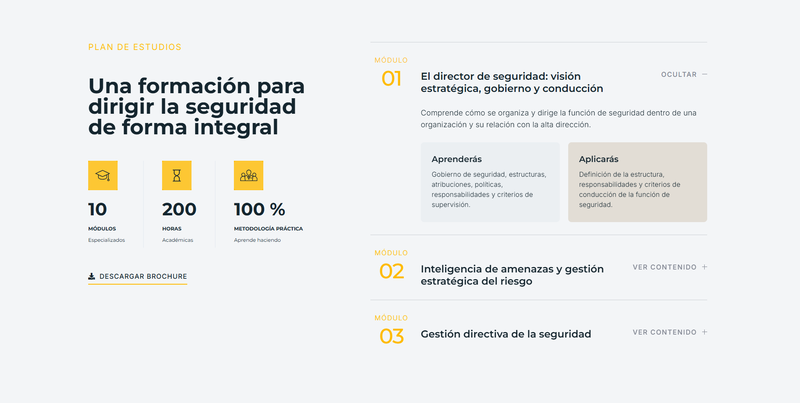 PLAN DE ESTUDIOS
Una formación para
dirigir la seguridad
de forma integral
10
MÓDULOS
Especializados
200
HORAS
Académicas
100 %
METODOLOGÍA PRÁCTICA
Aprende haciendo
DESCARGAR BROCHURE
MÓDULO
01
El director de seguridad: visión
estratégica, gobierno y conducción
OCULTAR
Comprende cómo se organiza y dirige la función de seguridad dentro de una
organización y su relación con la alta dirección.
Aprenderás
Gobierno de seguridad, estructuras,
atribuciones, políticas,
responsabilidades y criterios de
supervisión.
Aplicarás
Definición de la estructura,
responsabilidades y criterios de
conducción de la función de
seguridad.
MÓDULO
02
Inteligencia de amenazas y gestión
estratégica del riesgo
VER CONTENIDO
MÓDULO
03
Gestión directiva de la seguridad
VER CONTENIDO